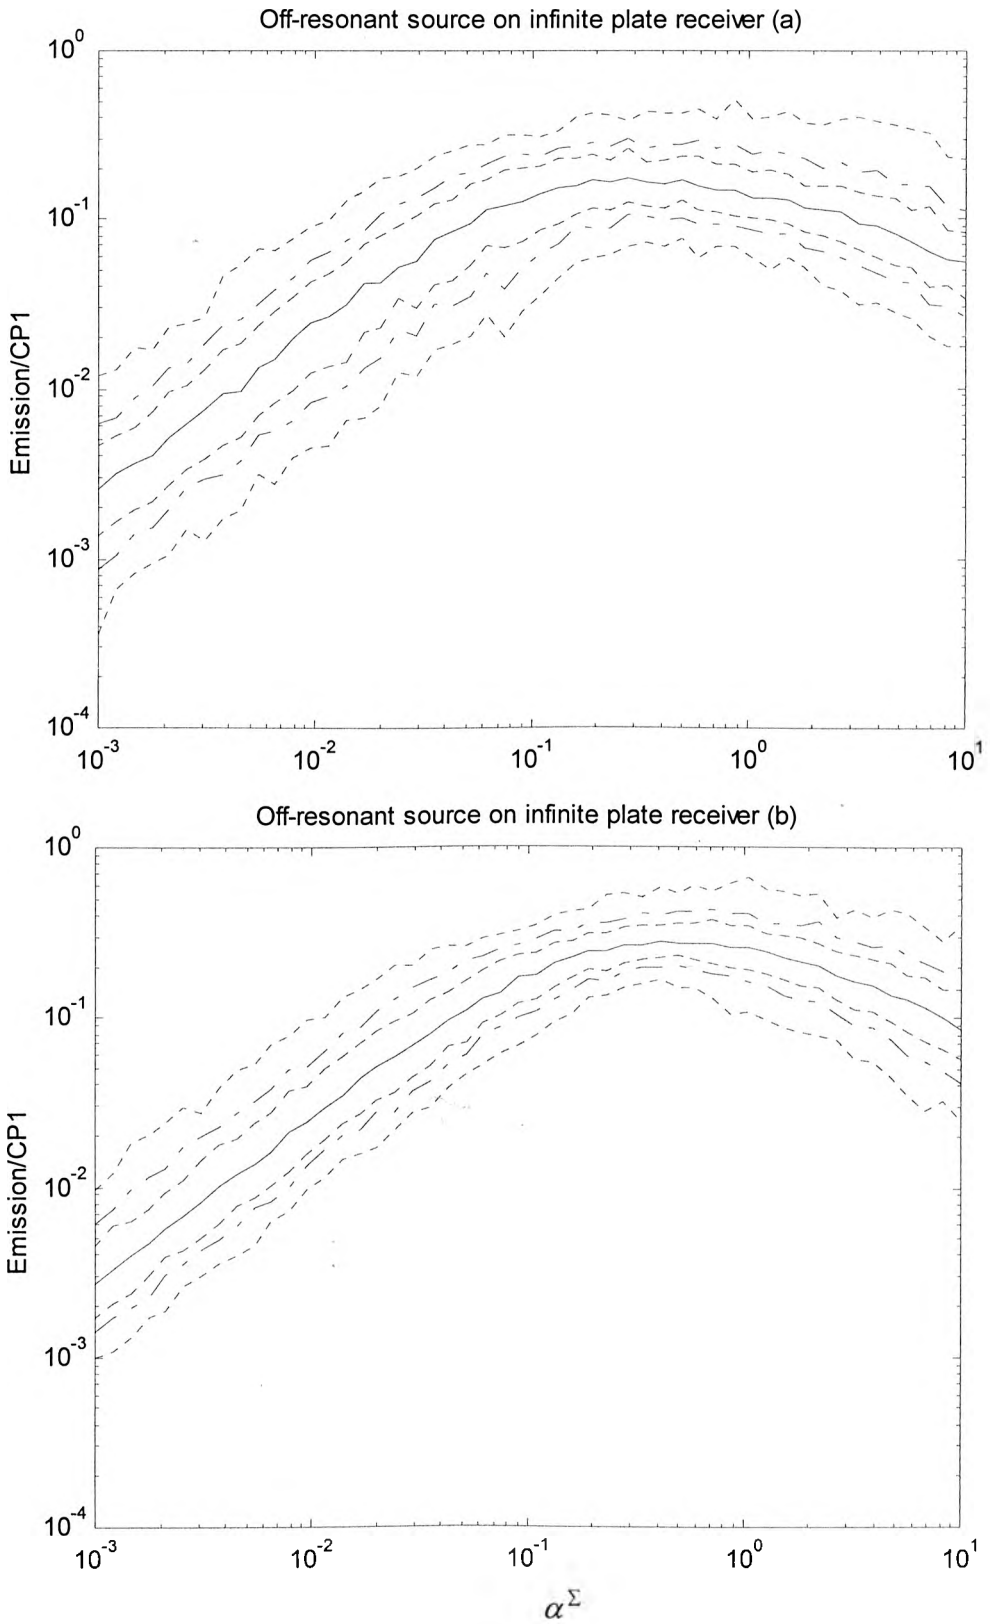 Off-resonant source on infinite plate receiver (a)
10^0
10^-1
10^-2
10^-3
10^-4
Emission/CP1
10^-3 10^-2 10^-1 10^0 10^1
Off-resonant source on infinite plate receiver (b)
10^0
10^-1
10^-2
10^-3
10^-4
Emission/CP1
10^-3 10^-2 10^-1 10^0 10^1
α^Σ